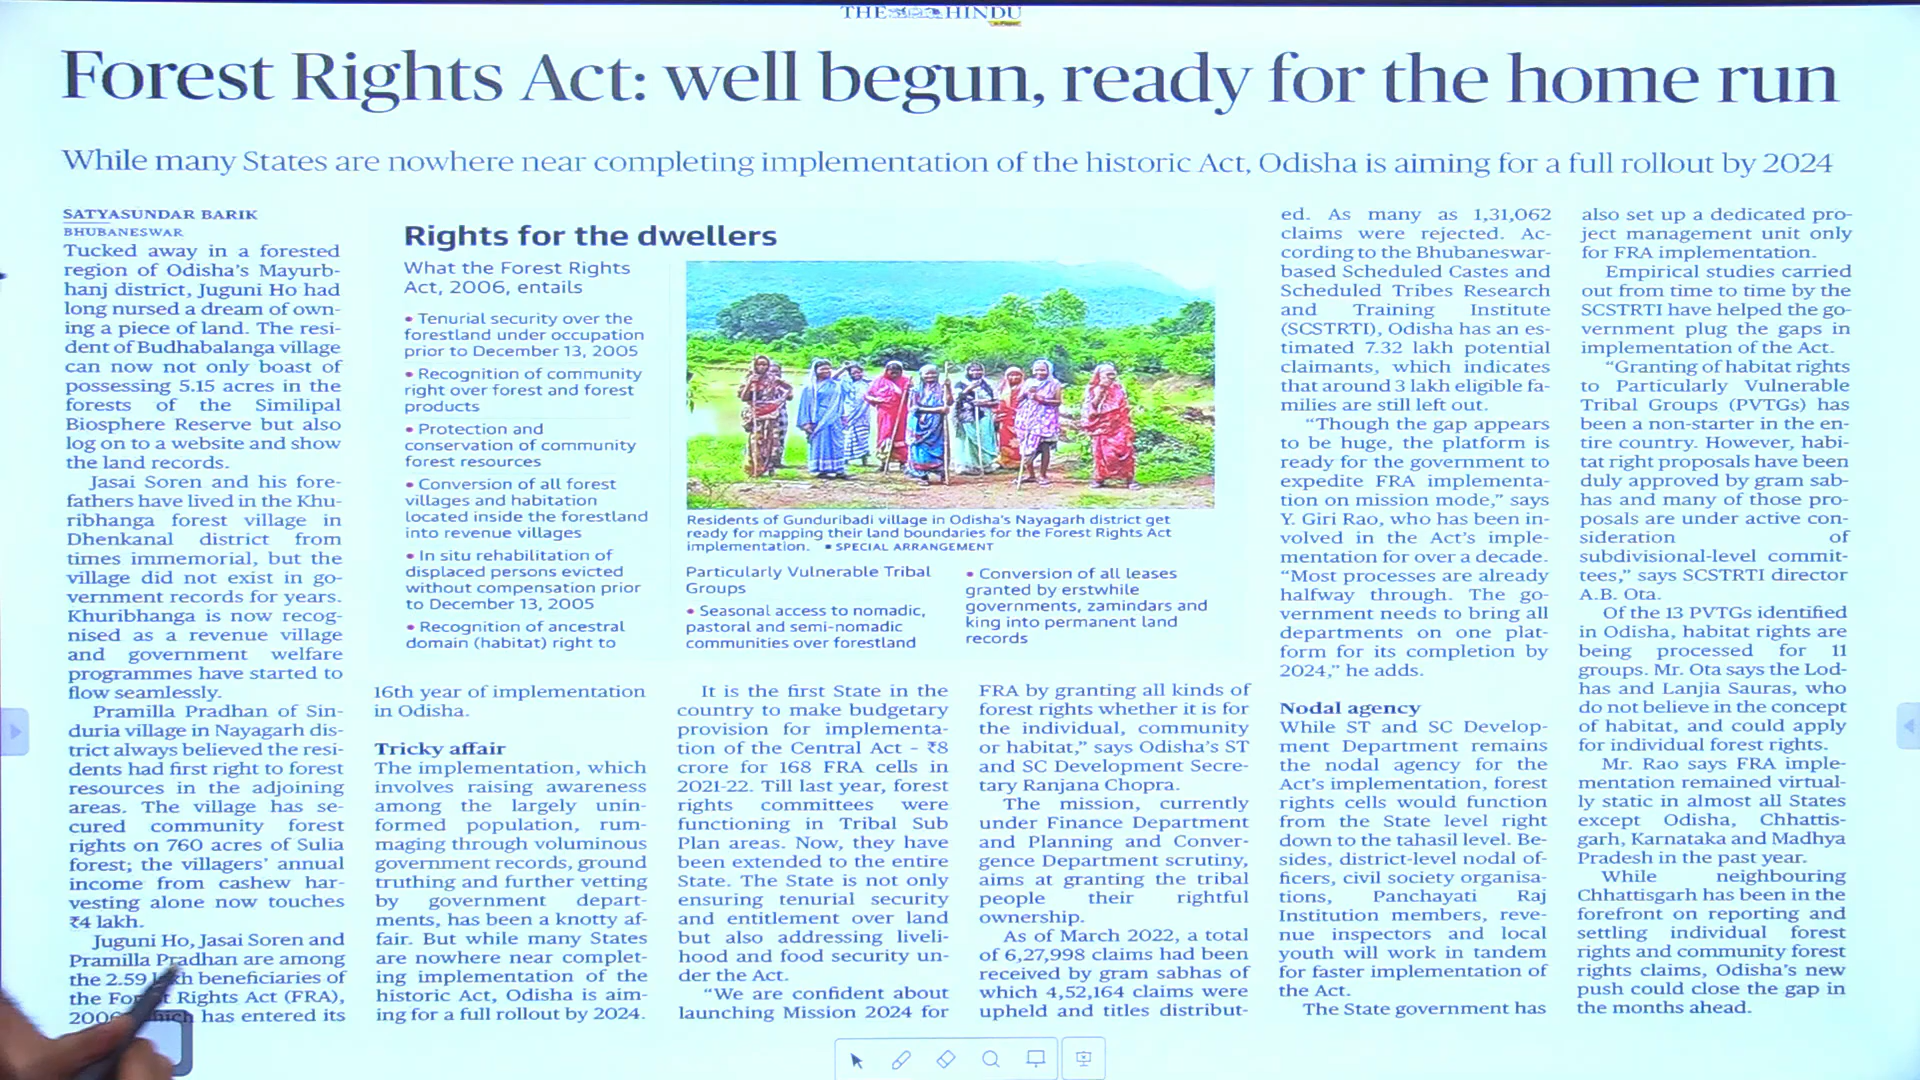 THE HINDU
e-Paper
Forest Rights Act: well begun, ready for the home run
While many States are nowhere near completing implementation of the historic Act, Odisha is aiming for a full rollout by 2024
SATYASUNDAR BARIK
BHUBANESWAR
Tucked away in a forested
region of Odisha's Mayurb-
hanj district, Juguni Ho had
long nursed a dream of own-
ing a piece of land. The resi-
dent of Budhabalanga village
can now not only boast of
possessing 5.15 acres in the
forests of the Similipal
Biosphere Reserve but also
log on to a website and show
the land records.
Jasai Soren and his fore-
fathers have lived in the Khu-
ribhanga forest village in
Dhenkanal district from
times immemorial, but the
village did not exist in go-
vernment records for years.
Khuribhanga is now recog-
nised as a revenue village
and government welfare
programmes have started to
flow seamlessly.
Pramilla Pradhan of Sin-
duria village in Nayagarh dis-
trict always believed the resi-
dents had first right to forest
resources in the adjoining
areas. The village has se-
cured community forest
rights on 760 acres of Sulia
forest; the villagers' annual
income from cashew har-
vesting alone now touches
₹4 lakh.
Juguni Ho, Jasai Soren and
Pramilla Pradhan are among
the 2.59 lakh beneficiaries of
the Forest Rights Act (FRA),
2006, which has entered its
Rights for the dwellers
What the Forest Rights
Act, 2006, entails
• Tenurial security over the
forestland under occupation
prior to December 13, 2005
• Recognition of community
right over forest and forest
products
• Protection and
conservation of community
forest resources
• Conversion of all forest
villages and habitation
located inside the forestland
into revenue villages
• In situ rehabilitation of
displaced persons evicted
without compensation prior
to December 13, 2005
• Recognition of ancestral
domain (habitat) right to
Residents of Gunduribadi village in Odisha's Nayagarh district get
ready for mapping their land boundaries for the Forest Rights Act
implementation. • SPECIAL ARRANGEMENT
Particularly Vulnerable Tribal
Groups
• Seasonal access to nomadic,
pastoral and semi-nomadic
communities over forestland
• Conversion of all leases
granted by erstwhile
governments, zamindars and
king into permanent land
records
16th year of implementation
in Odisha.
Tricky affair
The implementation, which
involves raising awareness
among the largely unin-
formed population, rum-
maging through voluminous
government records, ground
truthing and further vetting
by government depart-
ments, has been a knotty af-
fair. But while many States
are nowhere near complet-
ing implementation of the
historic Act, Odisha is aim-
ing for a full rollout by 2024.
It is the first State in the
country to make budgetary
provision for implementa-
tion of the Central Act – ₹8
crore for 168 FRA cells in
2021-22. Till last year, forest
rights committees were
functioning in Tribal Sub
Plan areas. Now, they have
been extended to the entire
State. The State is not only
ensuring tenurial security
and entitlement over land
but also addressing liveli-
hood and food security un-
der the Act.
"We are confident about
launching Mission 2024 for
FRA by granting all kinds of
forest rights whether it is for
the individual, community
or habitat," says Odisha's ST
and SC Development Secre-
tary Ranjana Chopra.
The mission, currently
under Finance Department
and Planning and Conver-
gence Department scrutiny,
aims at granting the tribal
people their rightful
ownership.
As of March 2022, a total
of 6,27,998 claims had been
received by gram sabhas of
which 4,52,164 claims were
upheld and titles distribut-
ed. As many as 1,31,062
claims were rejected. Ac-
cording to the Bhubaneswar-
based Scheduled Castes and
Scheduled Tribes Research
and Training Institute
(SCSTRTI), Odisha has an es-
timated 7.32 lakh potential
claimants, which indicates
that around 3 lakh eligible fa-
milies are still left out.
"Though the gap appears
to be huge, the platform is
ready for the government to
expedite FRA implementa-
tion on mission mode," says
Y. Giri Rao, who has been in-
volved in the Act's imple-
mentation for over a decade.
"Most processes are already
halfway through. The go-
vernment needs to bring all
departments on one plat-
form for its completion by
2024," he adds.
Nodal agency
While ST and SC Develop-
ment Department remains
the nodal agency for the
Act's implementation, forest
rights cells would function
from the State level right
down to the tahasil level. Be-
sides, district-level nodal of-
ficers, civil society organisa-
tions, Panchayati Raj
Institution members, reve-
nue inspectors and local
youth will work in tandem
for faster implementation of
the Act.
The State government has
also set up a dedicated pro-
ject management unit only
for FRA implementation.
Empirical studies carried
out from time to time by the
SCSTRTI have helped the go-
vernment plug the gaps in
implementation of the Act.
"Granting of habitat rights
to Particularly Vulnerable
Tribal Groups (PVTGs) has
been a non-starter in the en-
tire country. However, habi-
tat right proposals have been
duly approved by gram sab-
has and many of those pro-
posals are under active con-
sideration of
subdivisional-level commit-
tees," says SCSTRTI director
A.B. Ota.
Of the 13 PVTGs identified
in Odisha, habitat rights are
being processed for 11
groups. Mr. Ota says the Lod-
has and Lanjia Sauras, who
do not believe in the concept
of habitat, and could apply
for individual forest rights.
Mr. Rao says FRA imple-
mentation remained virtual-
ly static in almost all States
except Odisha, Chhattis-
garh, Karnataka and Madhya
Pradesh in the past year.
While neighbouring
Chhattisgarh has been in the
forefront on reporting and
settling individual forest
rights and community forest
rights claims, Odisha's new
push could close the gap in
the months ahead.